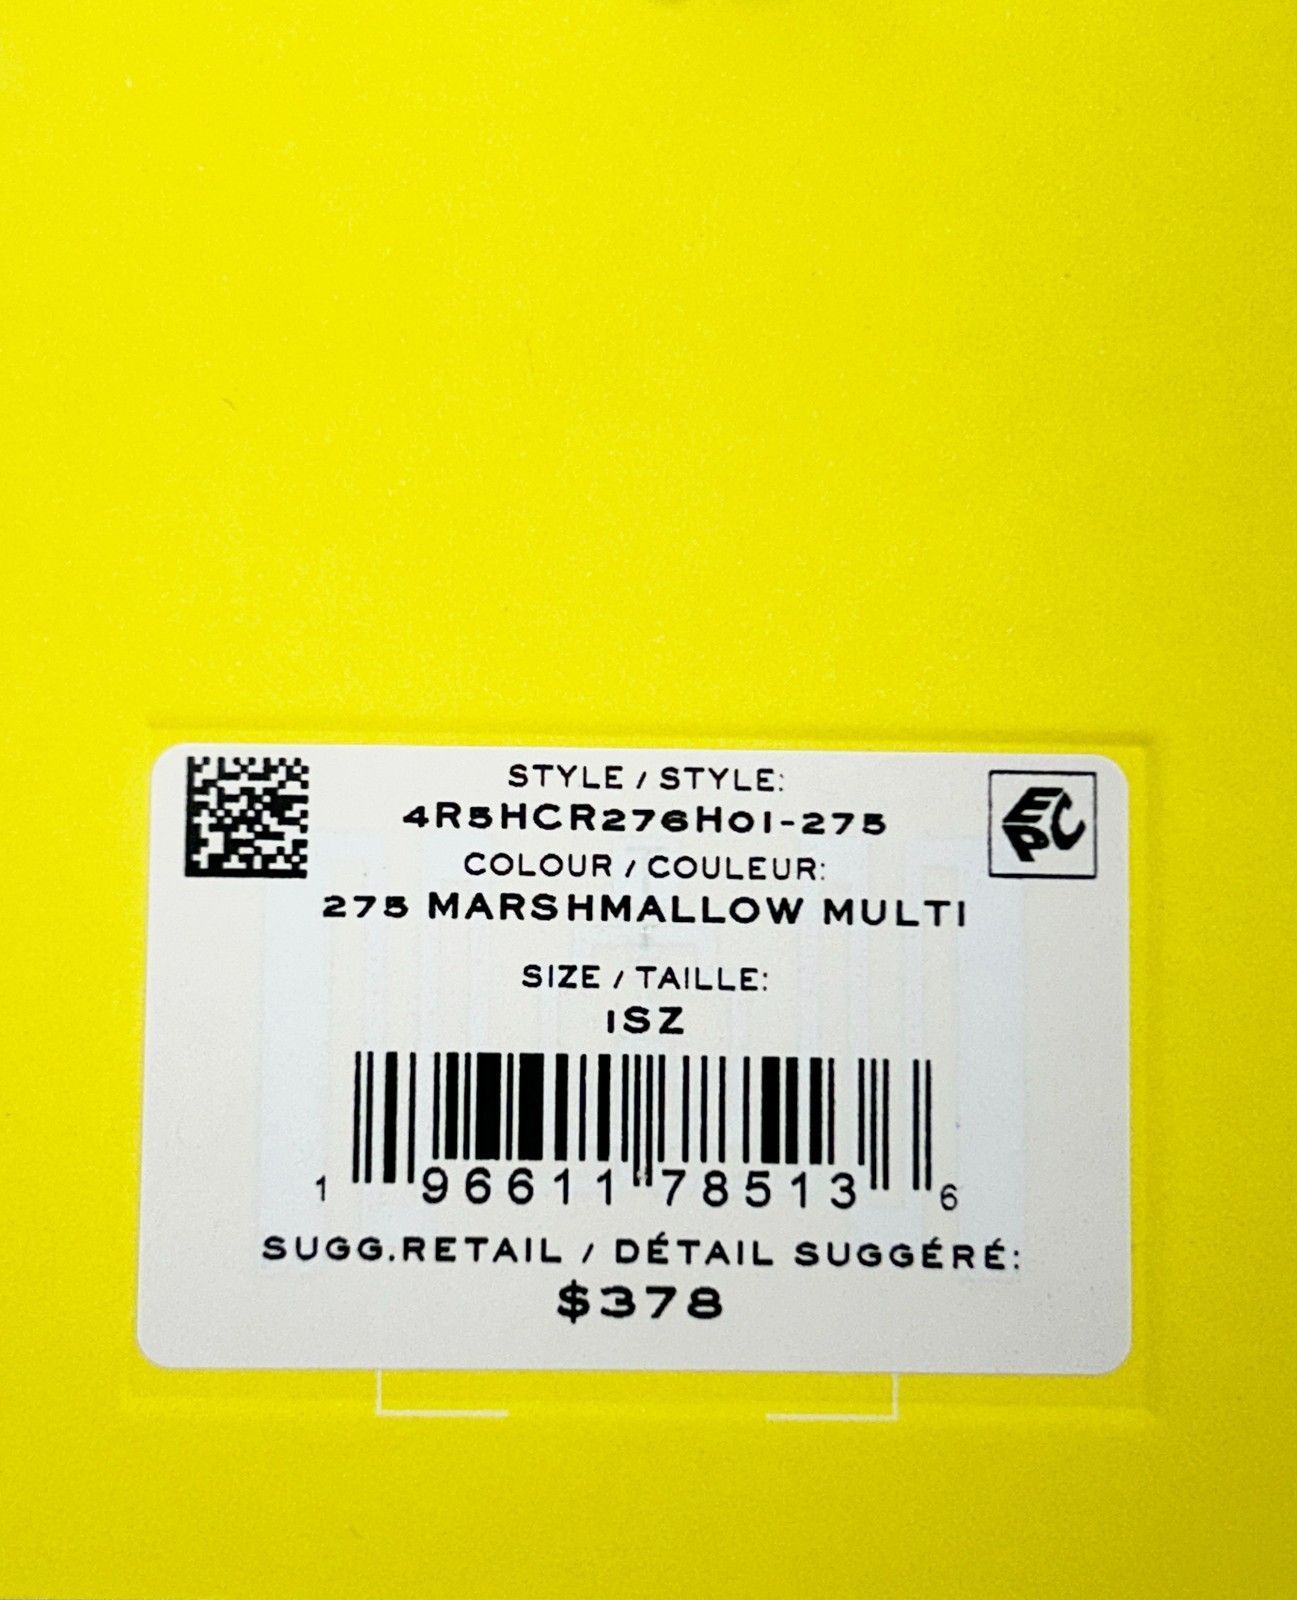 STYLE / STYLE:
4R5HCR276H01-275
COLOUR / COULEUR:
275 MARSHMALLOW MULTI
EPC
SIZE / TAILLE:
1SZ
1 96611 78513 6
SUGG.RETAIL / DÉTAIL SUGGÉRÉ:
$378